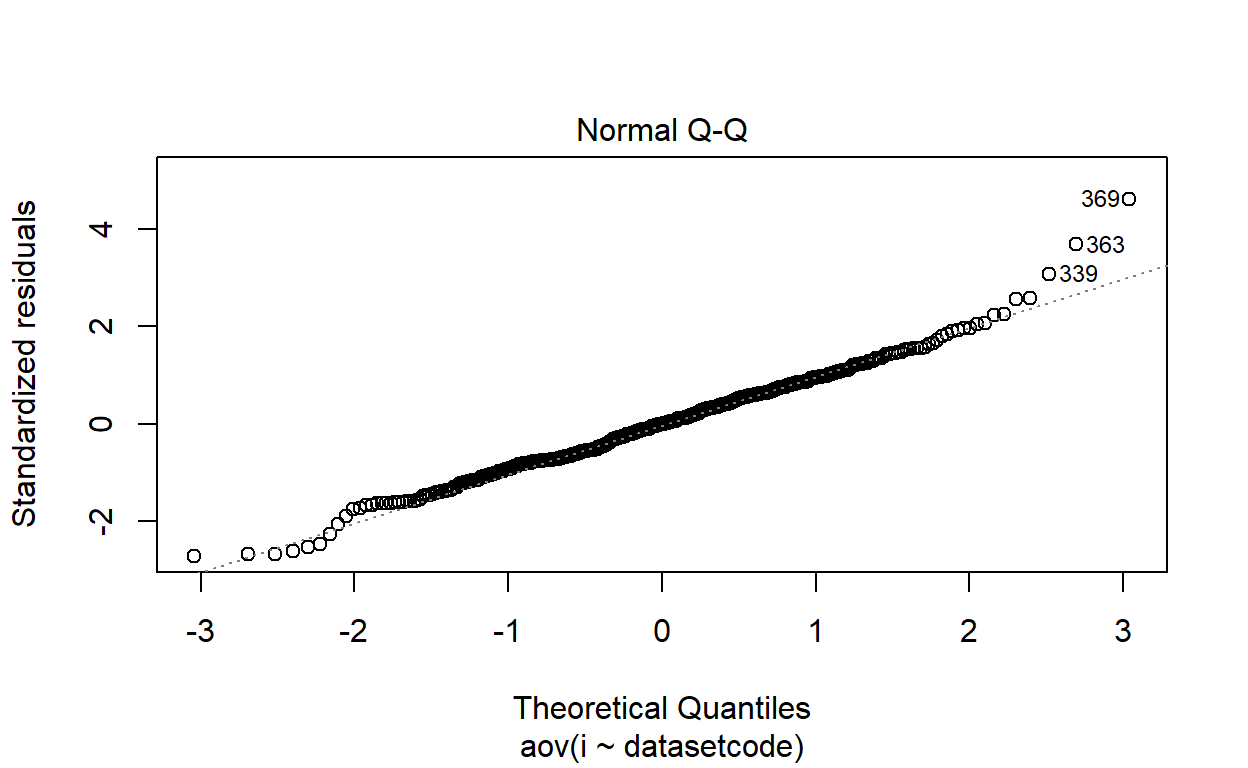 Normal Q-Q
Standardized residuals
4
2
0
-2
369
363
339
-3 -2 -1 0 1 2 3
Theoretical Quantiles
aov(i ~ datasetcode)